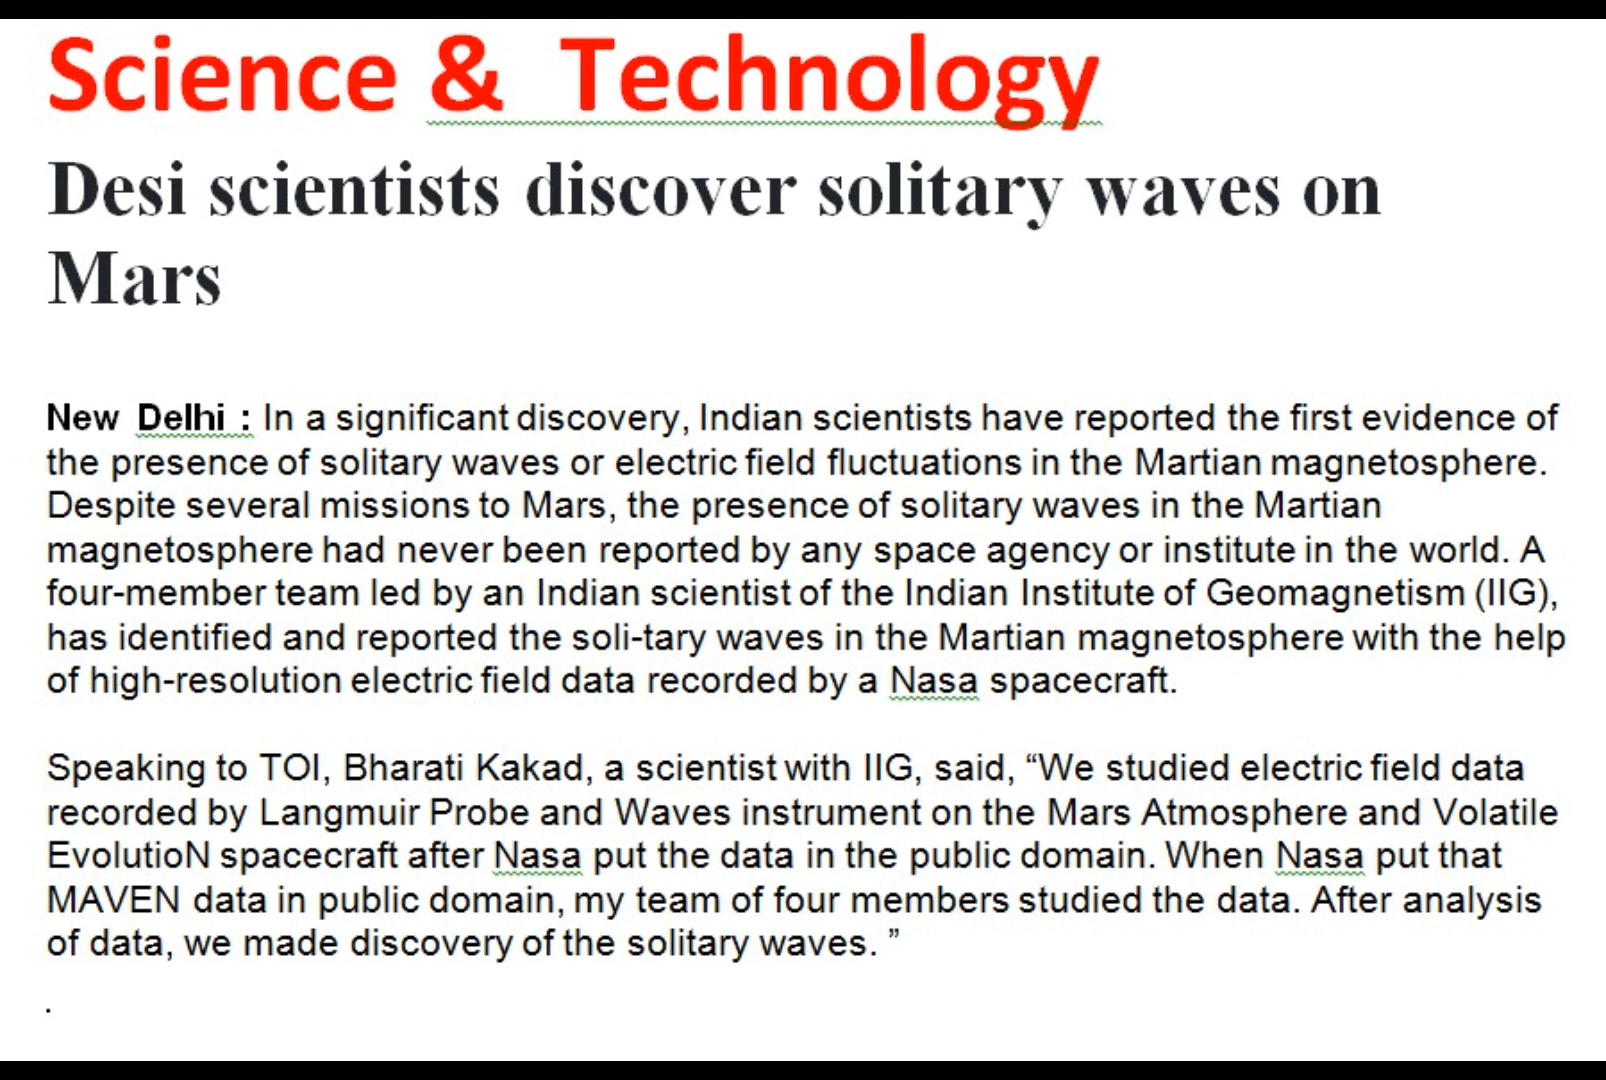 Science & Technology
Desi scientists discover solitary waves on
Mars
New Delhi : In a significant discovery, Indian scientists have reported the first evidence of
the presence of solitary waves or electric field fluctuations in the Martian magnetosphere.
Despite several missions to Mars, the presence of solitary waves in the Martian
magnetosphere had never been reported by any space agency or institute in the world. A
four-member team led by an Indian scientist of the Indian Institute of Geomagnetism (IIG),
has identified and reported the soli-tary waves in the Martian magnetosphere with the help
of high-resolution electric field data recorded by a Nasa spacecraft.
Speaking to TOI, Bharati Kakad, a scientist with IIG, said, “We studied electric field data
recorded by Langmuir Probe and Waves instrument on the Mars Atmosphere and Volatile
EvolutioN spacecraft after Nasa put the data in the public domain. When Nasa put that
MAVEN data in public domain, my team of four members studied the data. After analysis
of data, we made discovery of the solitary waves. ”
.